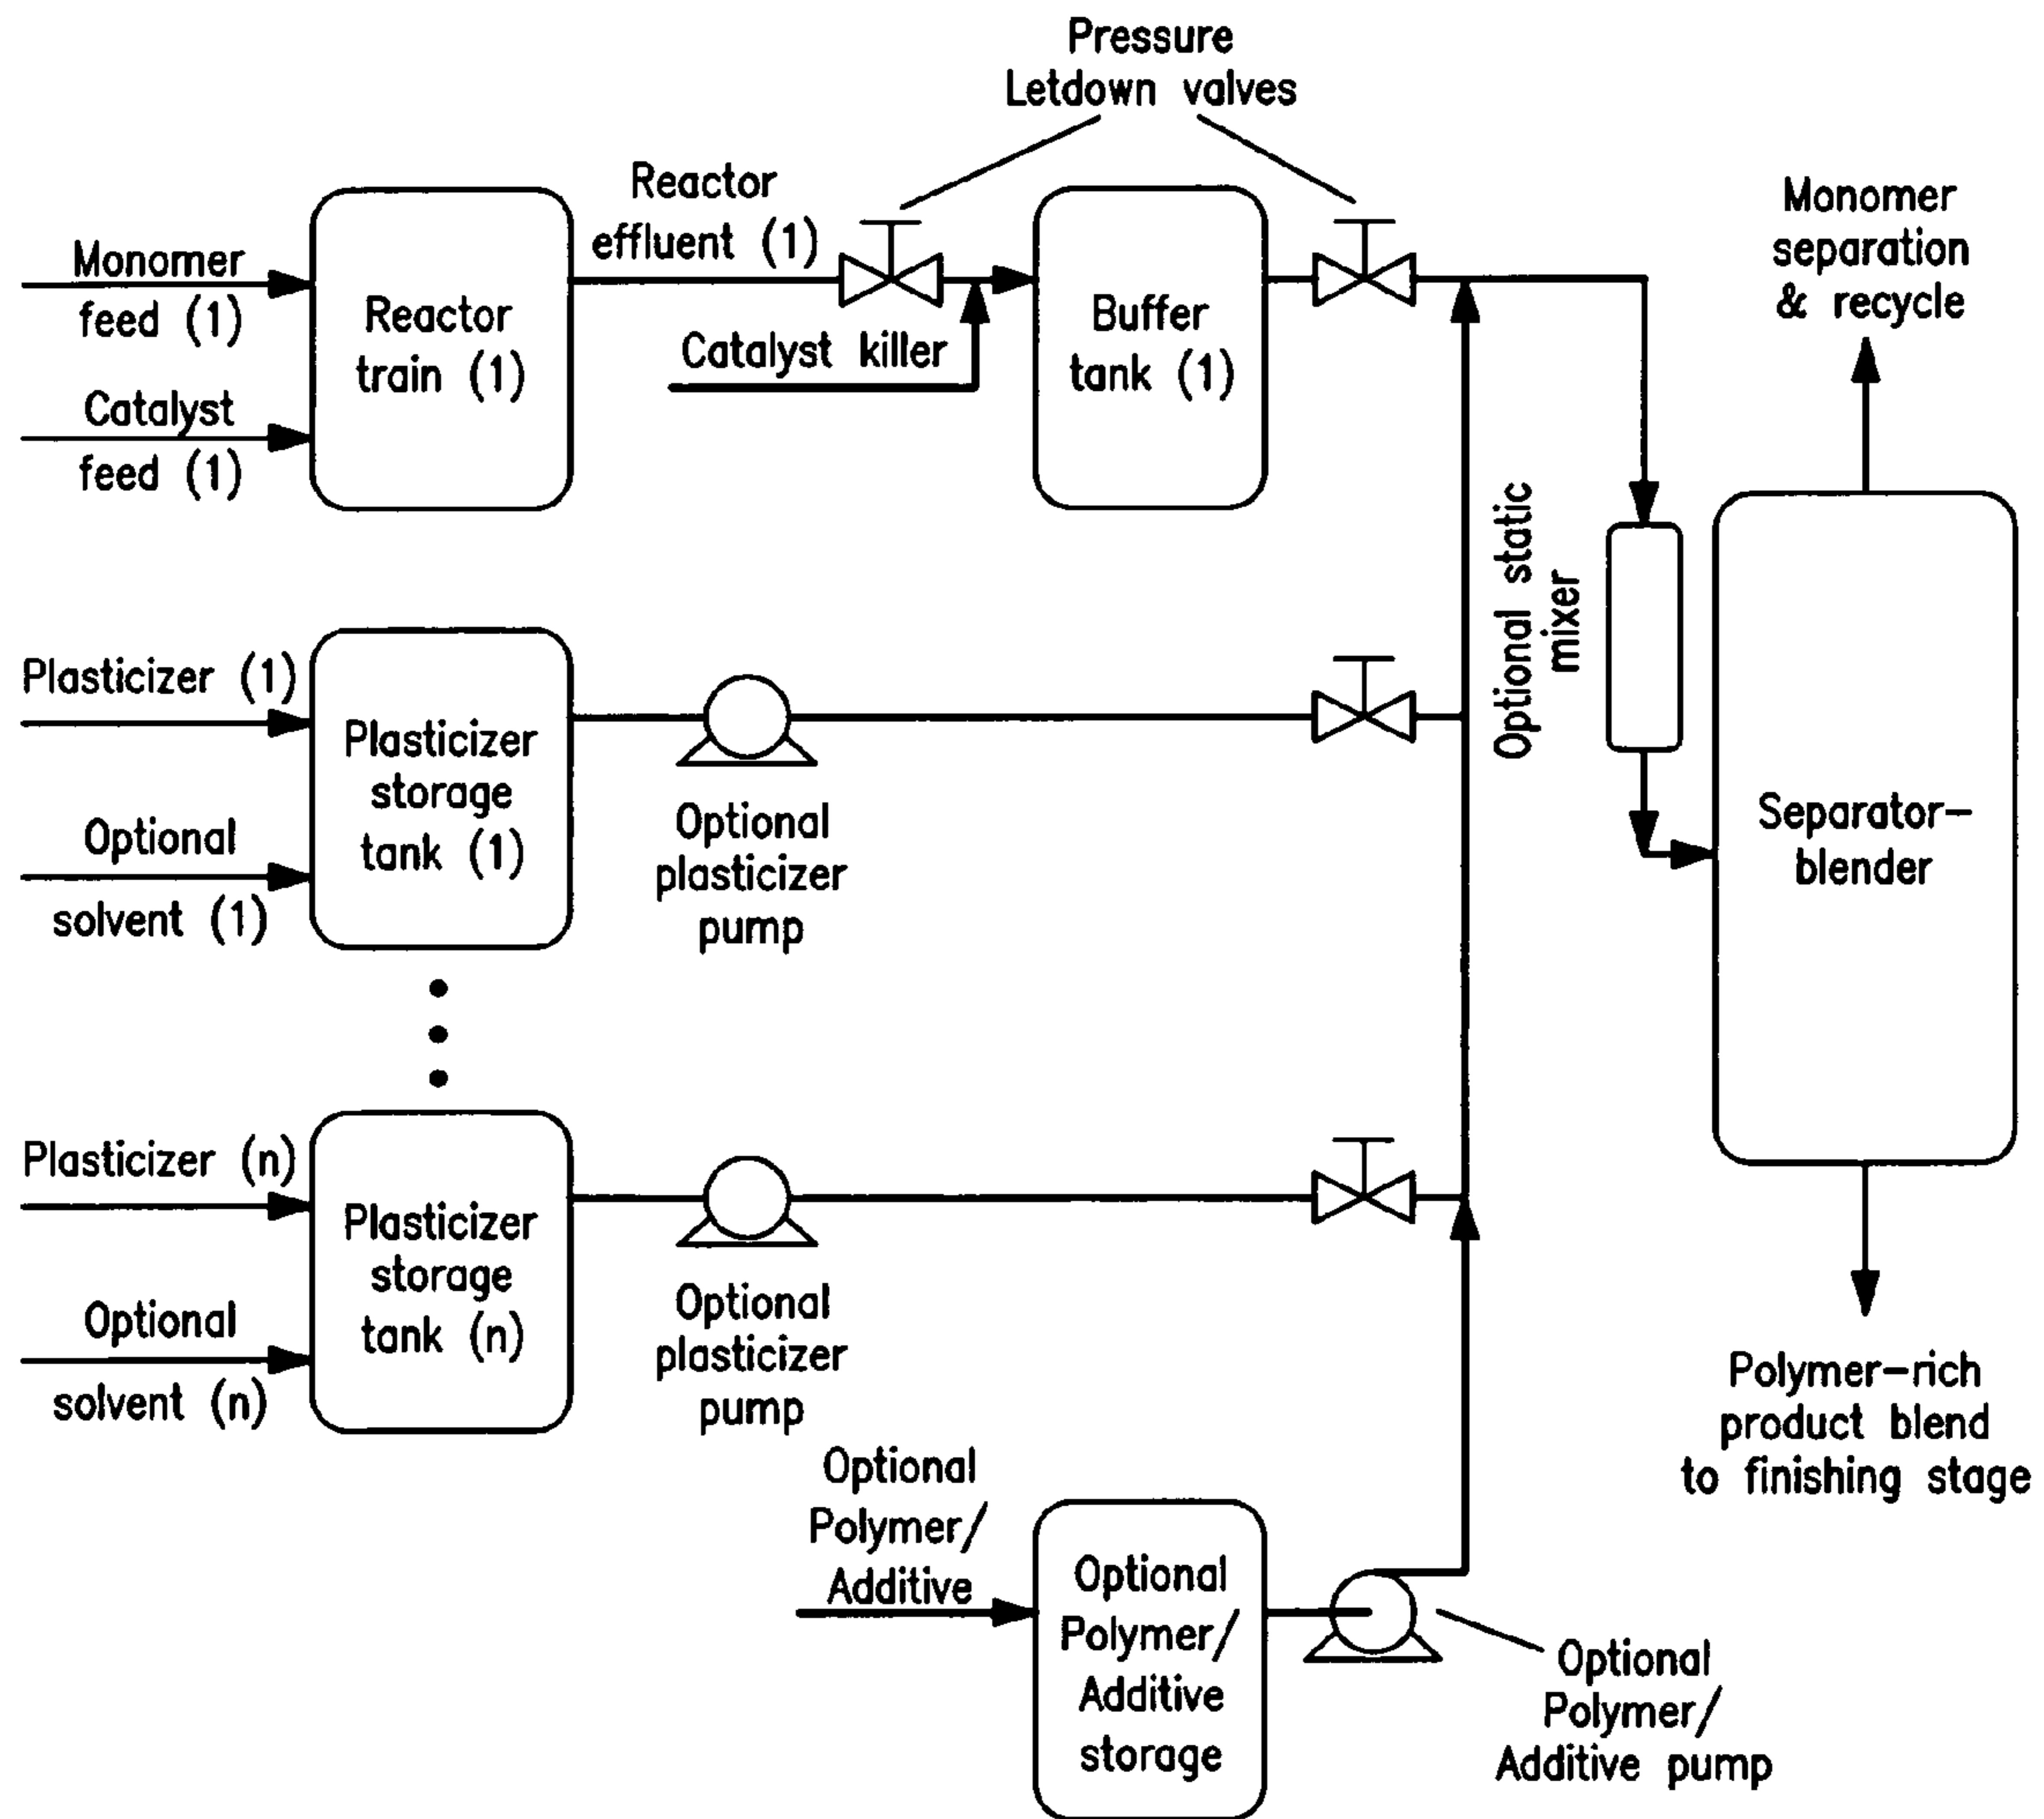 Pressure
Letdown valves
Reactor
effluent (1)
Monomer
feed (1)
Catalyst
feed (1)
Reactor
train (1)
Catalyst killer
Buffer
tank (1)
Monomer
separation
& recycle
Optional static
mixer
Separator-
blender
Plasticizer (1)
Optional
solvent (1)
Plasticizer
storage
tank (1)
Optional
plasticizer
pump
Plasticizer (n)
Optional
solvent (n)
Plasticizer
storage
tank (n)
Optional
plasticizer
pump
Polymer-rich
product blend
to finishing stage
Optional
Polymer/
Additive
Optional
Polymer/
Additive
storage
Optional
Polymer/
Additive pump